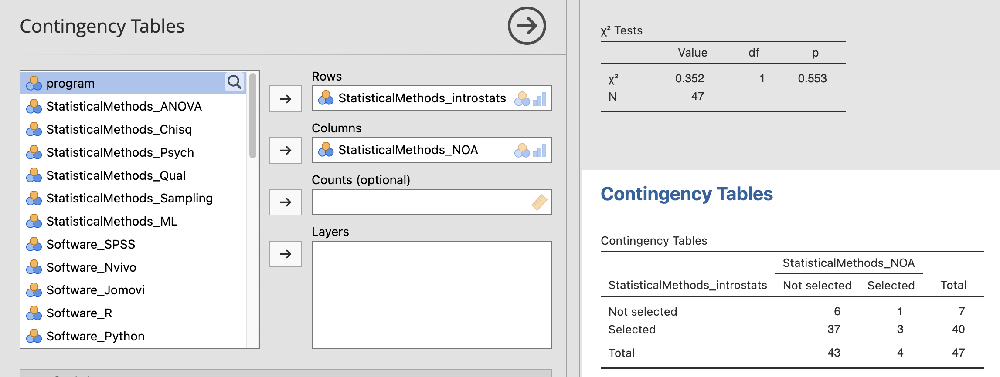 Contingency Tables
program
StatisticalMethods_ANOVA
StatisticalMethods_Chisq
StatisticalMethods_Psych
StatisticalMethods_Qual
StatisticalMethods_Sampling
StatisticalMethods_ML
Software_SPSS
Software_Nvivo
Software_Jomovi
Software_R
Software_Python
Rows
StatisticalMethods_introstats
Columns
StatisticalMethods_NOA
Counts (optional)
Layers
χ² Tests
Value df p
χ² 0.352 1 0.553
N 47
Contingency Tables
Contingency Tables
StatisticalMethods_NOA
StatisticalMethods_introstats Not selected Selected Total
Not selected 6 1 7
Selected 37 3 40
Total 43 4 47